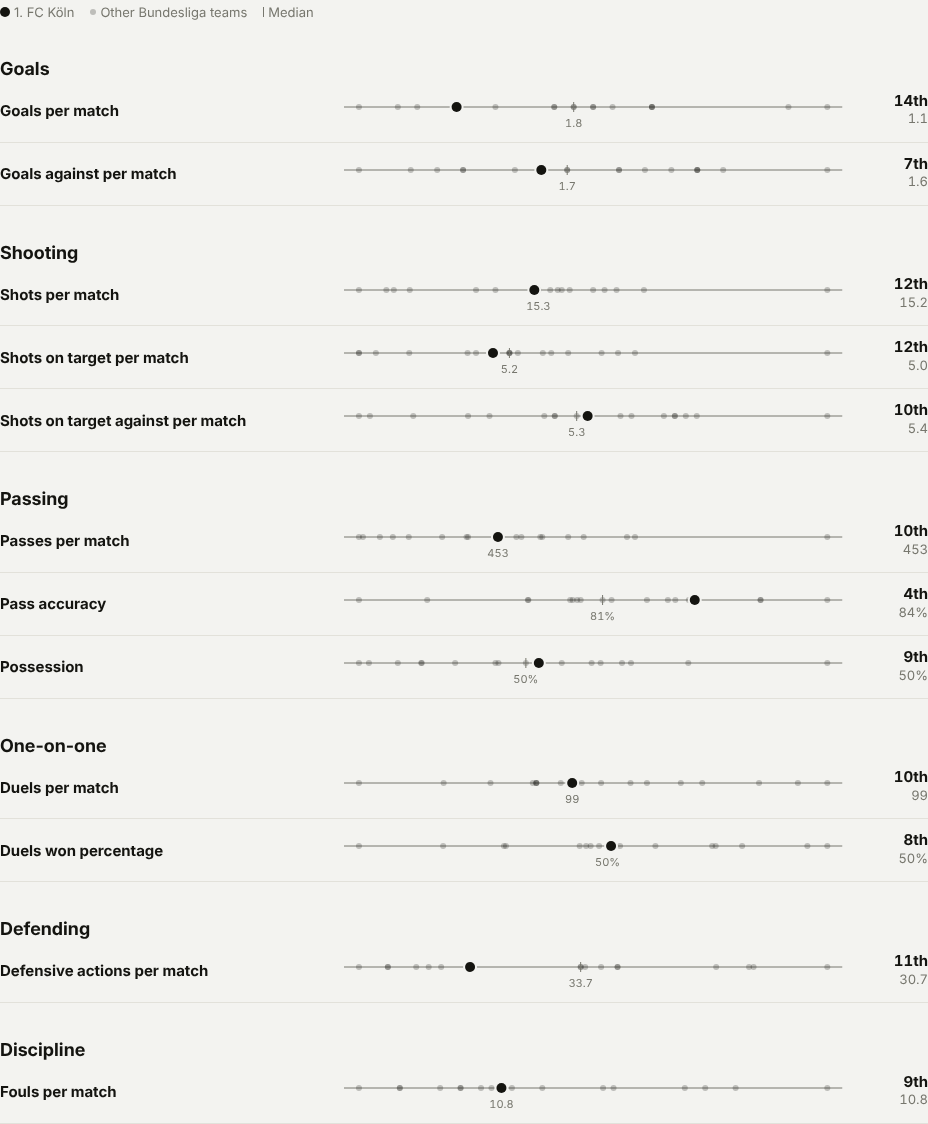 1. FC Köln Other Bundesliga teams Median
Goals
Goals per match 14th
1.1
1.8
Goals against per match 7th
1.6
1.7
Shooting
Shots per match 12th
15.2
15.3
Shots on target per match 12th
5.0
5.2
Shots on target against per match 10th
5.4
5.3
Passing
Passes per match 10th
453
453
Pass accuracy 4th
84%
81%
Possession 9th
50%
50%
One-on-one
Duels per match 10th
99
99
Duels won percentage 8th
50%
50%
Defending
Defensive actions per match 11th
30.7
33.7
Discipline
Fouls per match 9th
10.8
10.8